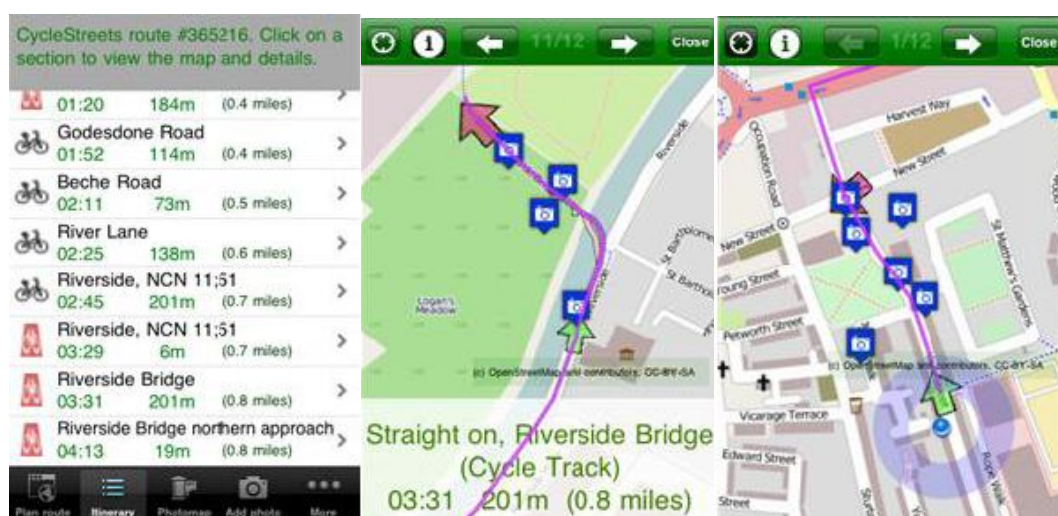 CycleStreets route #365216. Click on a
section to view the map and details.
01:20 184m (0.4 miles)
Godesdone Road
01:52 114m (0.4 miles)
Beche Road
02:11 73m (0.5 miles)
River Lane
02:25 138m (0.6 miles)
Riverside, NCN 11;51
02:45 201m (0.7 miles)
Riverside, NCN 11;51
03:29 6m (0.7 miles)
Riverside Bridge
03:31 201m (0.8 miles)
Riverside Bridge northern approach
04:13 19m (0.8 miles)
Plan route Itinerary Photomap Add photo More
11/12 Close
Riverside
Riverside
Logan's
Meadow
(c) OpenStreetMap and contributors, CC-BY-SA
Straight on, Riverside Bridge
(Cycle Track)
03:31 201m (0.8 miles)
1/12 Close
Harvest Way
Occupation Road
New Street
New Street
St Matthew's Gardens
Petworth Street
(c) OpenStreetMap and contributors, CC-BY-SA
Vicarage Terrace
Edward Street
Rope Walk
Street